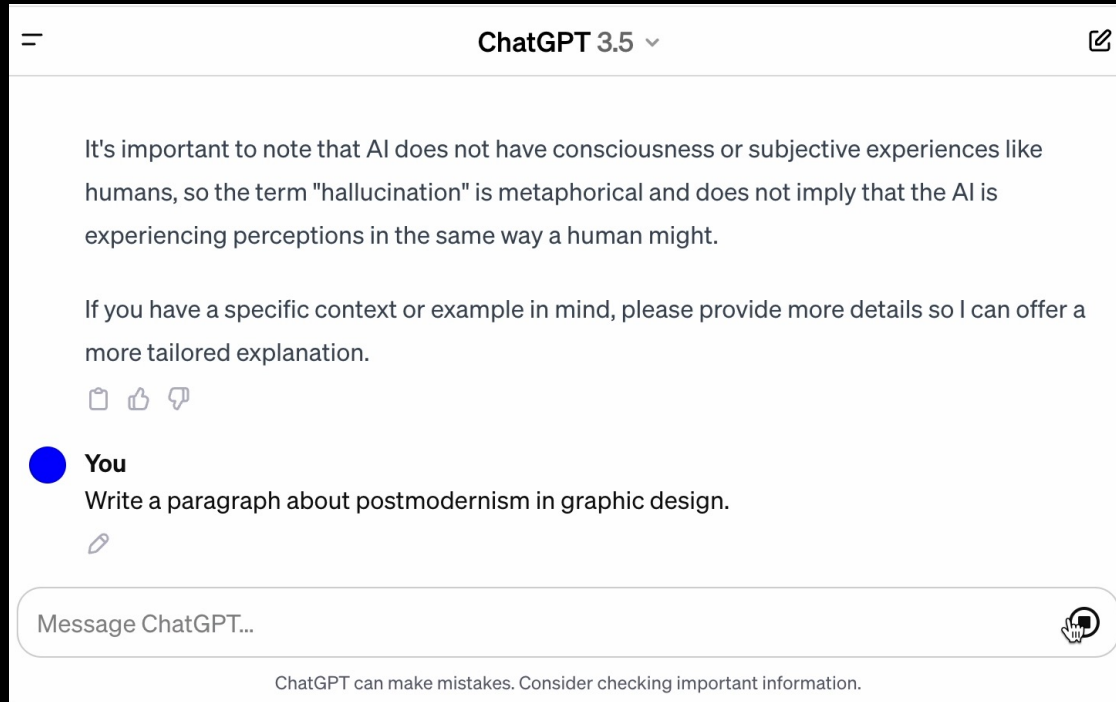 ChatGPT 3.5
It's important to note that AI does not have consciousness or subjective experiences like
humans, so the term "hallucination" is metaphorical and does not imply that the AI is
experiencing perceptions in the same way a human might.
If you have a specific context or example in mind, please provide more details so I can offer a
more tailored explanation.
You
Write a paragraph about postmodernism in graphic design.
Message ChatGPT...
ChatGPT can make mistakes. Consider checking important information.